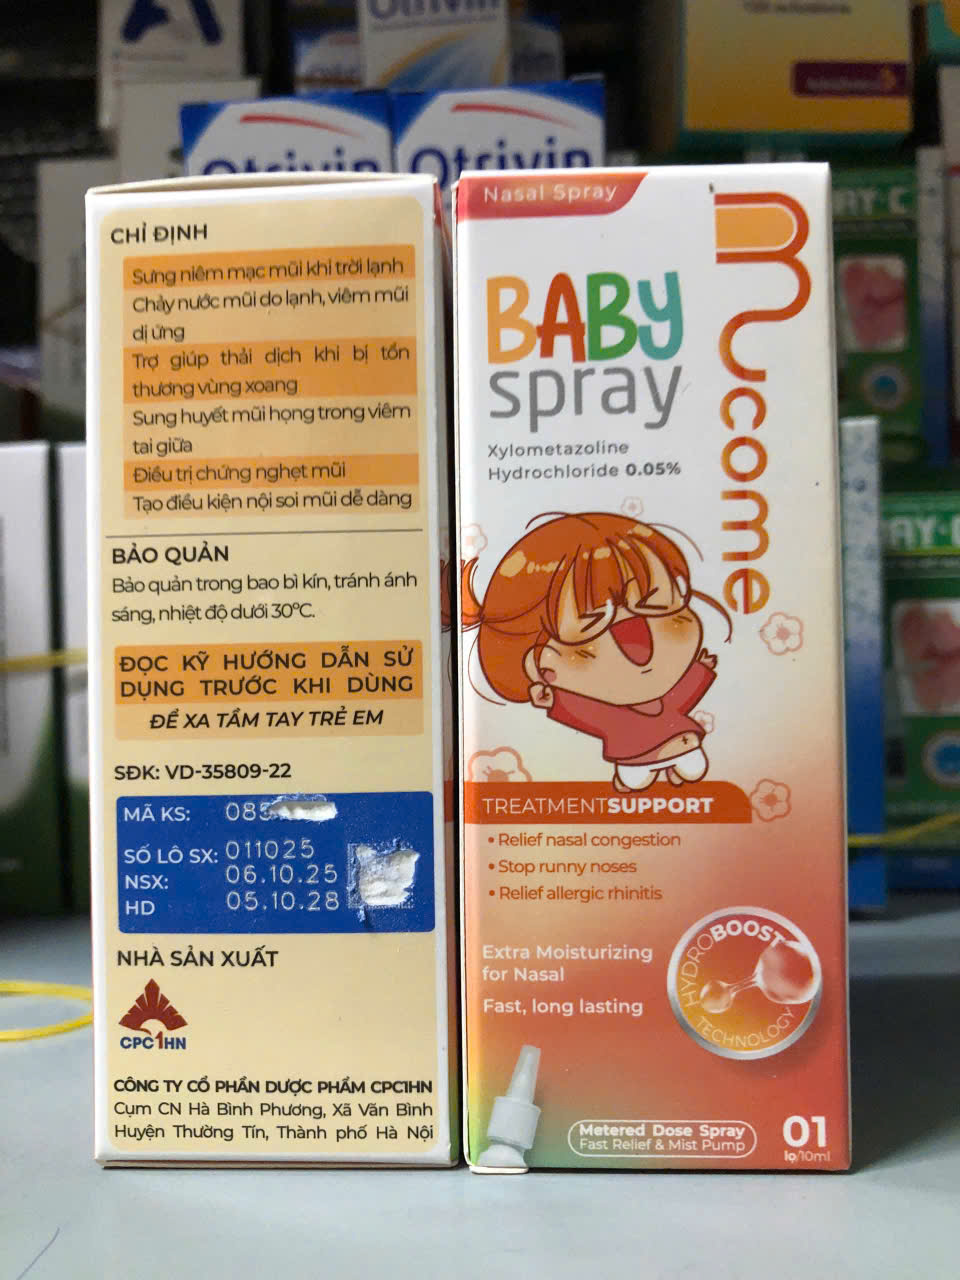 Otrivin
Otrivin
Otrivin
CHỈ ĐỊNH
Sưng niêm mạc mũi khi trời lạnh
Chảy nước mũi do lạnh, viêm mũi
dị ứng
Trợ giúp thải dịch khi bị tổn
thương vùng xoang
Sung huyết mũi họng trong viêm
tai giữa
Điều trị chứng nghẹt mũi
Tạo điều kiện nội soi mũi dễ dàng
BẢO QUẢN
Bảo quản trong bao bì kín, tránh ánh
sáng, nhiệt độ dưới 30°C.
ĐỌC KỸ HƯỚNG DẪN SỬ
DỤNG TRƯỚC KHI DÙNG
ĐỂ XA TẦM TAY TRẺ EM
SĐK: VD-35809-22
MÃ KS: 085
SỐ LÔ SX: 011025
NSX: 06.10.25
HD 05.10.28
NHÀ SẢN XUẤT
CPC1HN
CÔNG TY CỔ PHẦN DƯỢC PHẨM CPC1HN
Cụm CN Hà Bình Phương, Xã Văn Bình
Huyện Thường Tín, Thành phố Hà Nội
Nasal Spray
Mucome
BABY
spray
Xylometazoline
Hydrochloride 0.05%
TREATMENTSUPPORT
• Relief nasal congestion
• Stop runny noses
• Relief allergic rhinitis
Extra Moisturizing
for Nasal
Fast, long lasting
HYDROBOOST
TECHNOLOGY
Metered Dose Spray
Fast Relief & Mist Pump
01
lọ/10ml